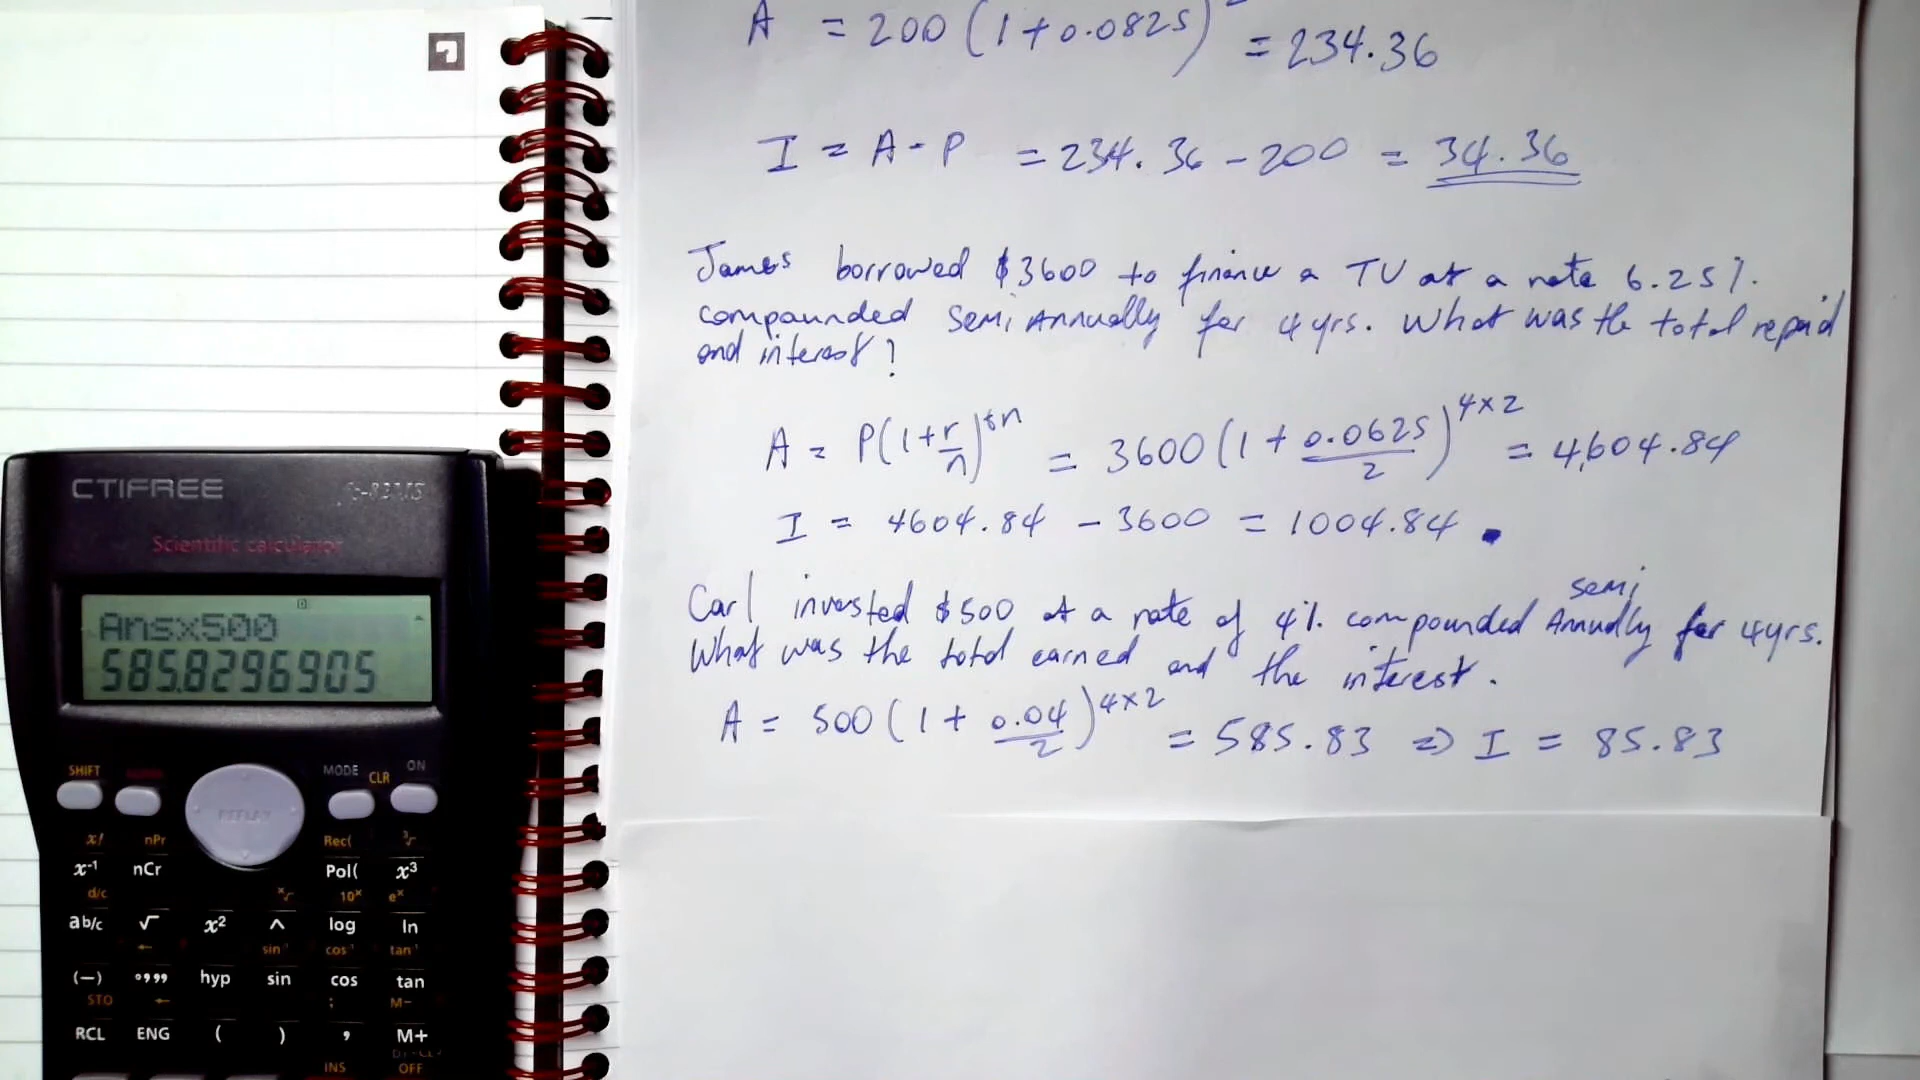 A = 200 (1+0.0825) = 234.36
I = A - P = 234.36 - 200 = 34.36
James borrowed $3600 to finance a TV at a rate 6.25%.
compounded semi Annually for 4yrs. What was the total repaid
and interest?
A = P(1+r/n)^tn = 3600 (1 + 0.0625/2)^4×2 = 4,604.84
I = 4604.84 - 3600 = 1004.84.
Carl invested $500 at a rate of 4%. compounded semi Annually for 4yrs.
What was the total earned and the interest.
A = 500 (1 + 0.04/2)^4×2 = 585.83 => I = 85.83
CTIFREE
Scientific calculator
Ans×500
585.8296905
SHIFT MODE CLR ON
REPLAY
x! nPr Rec( ³√
x⁻¹ nCr Pol( x³
d/c ˣ√ 10ˣ eˣ
ab/c √ x² ^ log ln
← sin⁻¹ cos⁻¹ tan⁻¹
(−) °,,, hyp sin cos tan
STO ← ; M−
RCL ENG ( ) , M+
INS OFF